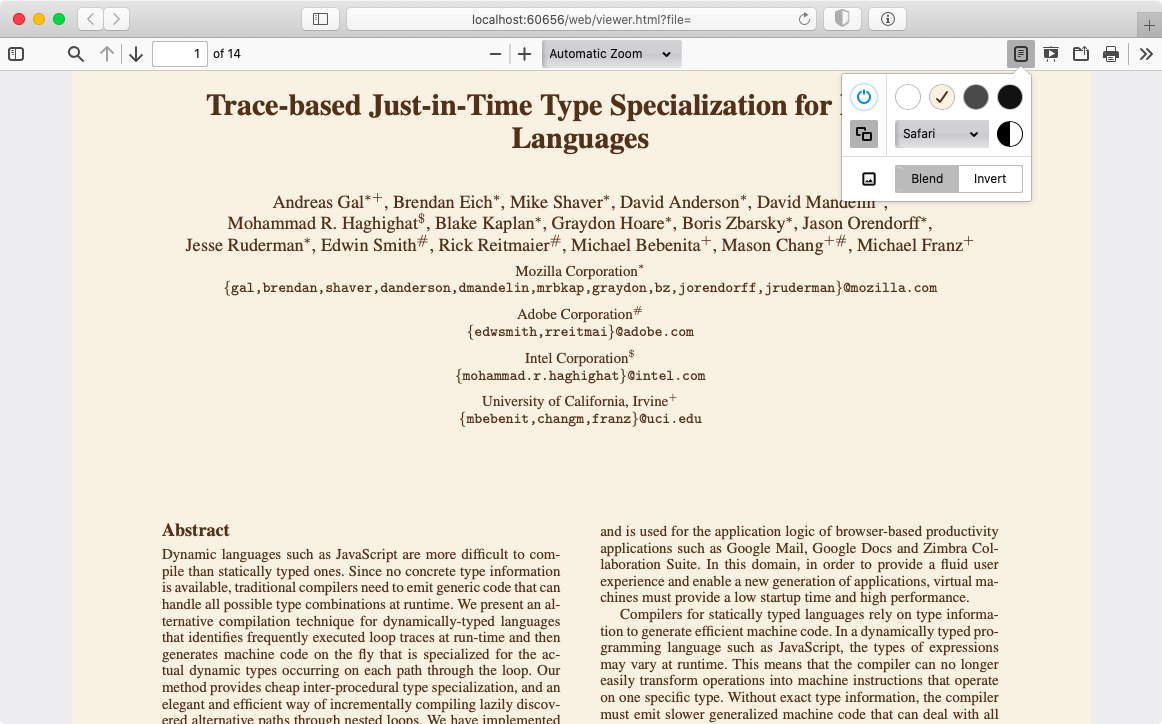 localhost:60656/web/viewer.html?file=
1 of 14
Automatic Zoom
Safari
Blend Invert
Trace-based Just-in-Time Type Specialization for
Languages
Andreas Gal*+, Brendan Eich*, Mike Shaver*, David Anderson*, David Mandelin*,
Mohammad R. Haghighat$, Blake Kaplan*, Graydon Hoare*, Boris Zbarsky*, Jason Orendorff*,
Jesse Ruderman*, Edwin Smith#, Rick Reitmaier#, Michael Bebenita+, Mason Chang+#, Michael Franz+
Mozilla Corporation*
{gal,brendan,shaver,danderson,dmandelin,mrbkap,graydon,bz,jorendorff,jruderman}@mozilla.com
Adobe Corporation#
{edwsmith,rreitmai}@adobe.com
Intel Corporation$
{mohammad.r.haghighat}@intel.com
University of California, Irvine+
{mbebenit,changm,franz}@uci.edu
Abstract
Dynamic languages such as JavaScript are more difficult to com-
pile than statically typed ones. Since no concrete type information
is available, traditional compilers need to emit generic code that can
handle all possible type combinations at runtime. We present an al-
ternative compilation technique for dynamically-typed languages
that identifies frequently executed loop traces at run-time and then
generates machine code on the fly that is specialized for the ac-
tual dynamic types occurring on each path through the loop. Our
method provides cheap inter-procedural type specialization, and an
elegant and efficient way of incrementally compiling lazily discov-
ered alternative paths through nested loops. We have implemented
and is used for the application logic of browser-based productivity
applications such as Google Mail, Google Docs and Zimbra Col-
laboration Suite. In this domain, in order to provide a fluid user
experience and enable a new generation of applications, virtual ma-
chines must provide a low startup time and high performance.
Compilers for statically typed languages rely on type informa-
tion to generate efficient machine code. In a dynamically typed pro-
gramming language such as JavaScript, the types of expressions
may vary at runtime. This means that the compiler can no longer
easily transform operations into machine instructions that operate
on one specific type. Without exact type information, the compiler
must emit slower generalized machine code that can deal with all